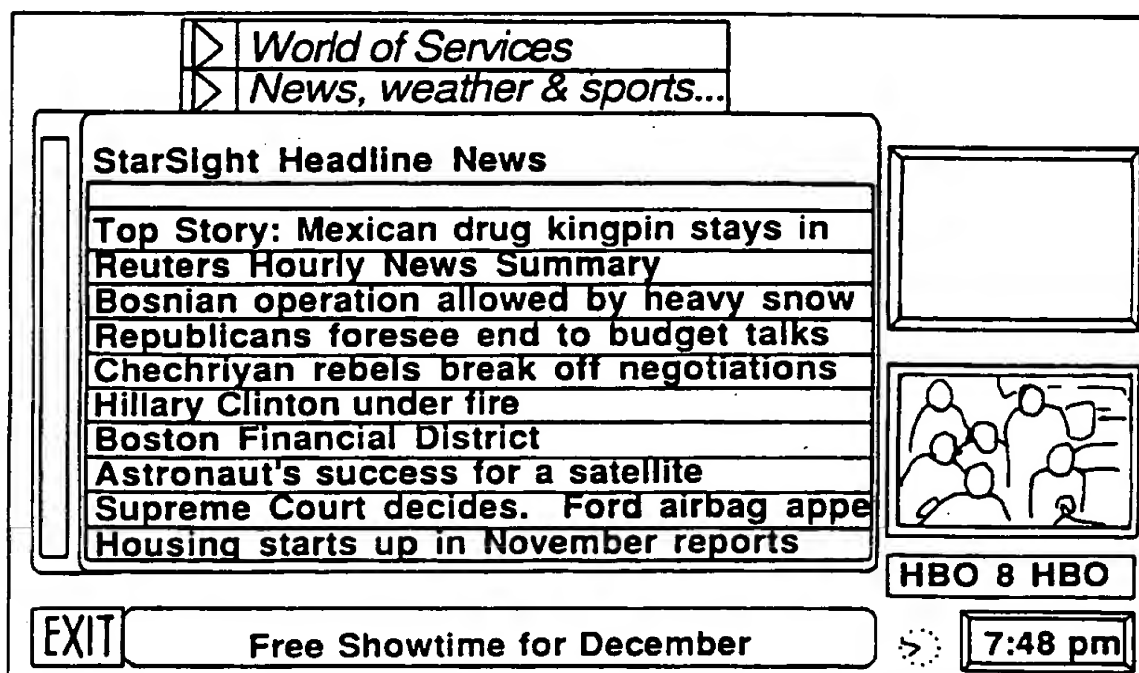 World of Services
News, weather & sports...
StarSight Headline News
Top Story: Mexican drug kingpin stays in
Reuters Hourly News Summary
Bosnian operation allowed by heavy snow
Republicans foresee end to budget talks
Chechriyan rebels break off negotiations
Hillary Clinton under fire
Boston Financial District
Astronaut's success for a satellite
Supreme Court decides. Ford airbag appe
Housing starts up in November reports
HBO 8 HBO
EXIT
Free Showtime for December
7:48 pm